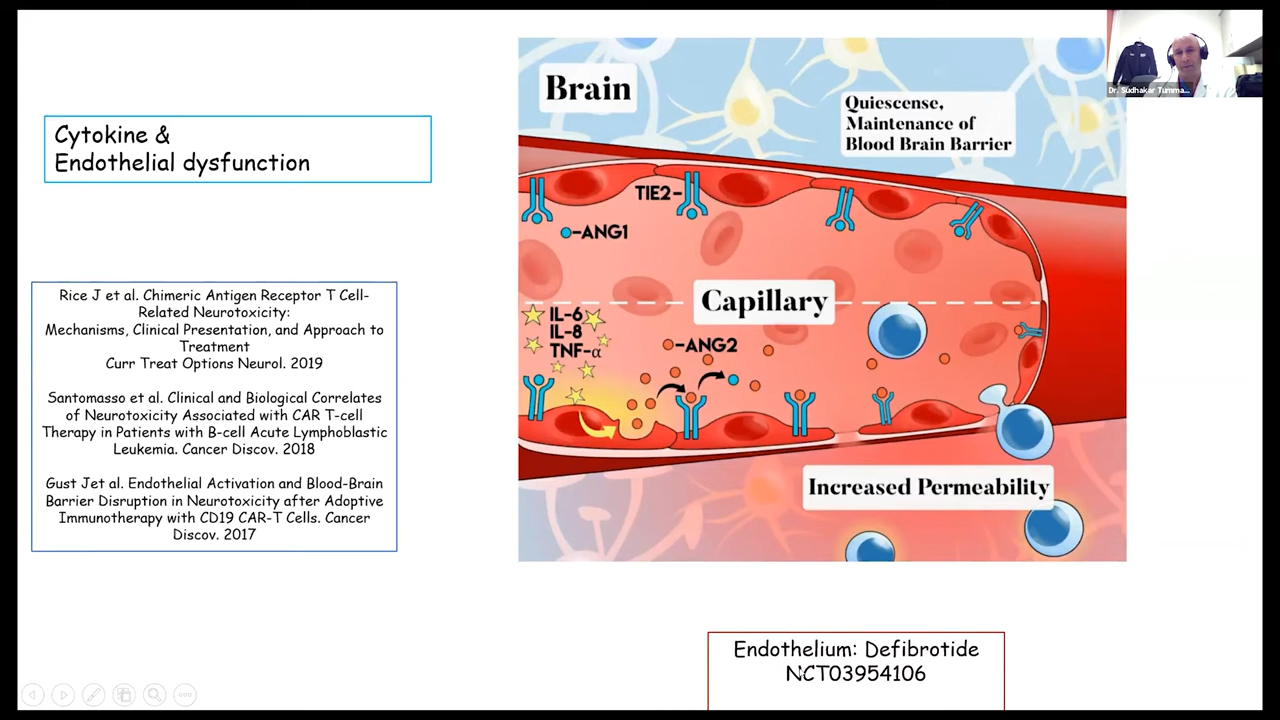 Cytokine &
Endothelial dysfunction
Rice J et al. Chimeric Antigen Receptor T Cell-
Related Neurotoxicity:
Mechanisms, Clinical Presentation, and Approach to
Treatment
Curr Treat Options Neurol. 2019
Santomasso et al. Clinical and Biological Correlates
of Neurotoxicity Associated with CAR T-cell
Therapy in Patients with B-cell Acute Lymphoblastic
Leukemia. Cancer Discov. 2018
Gust Jet al. Endothelial Activation and Blood-Brain
Barrier Disruption in Neurotoxicity after Adoptive
Immunotherapy with CD19 CAR-T Cells. Cancer
Discov. 2017
Brain
Quiescense,
Maintenance of
Blood Brain Barrier
TIE2-
-ANG1
Capillary
IL-6
IL-8
TNF-α
-ANG2
Increased Permeability
Endothelium: Defibrotide
NCT03954106
Dr. Sudhakar Tumma...